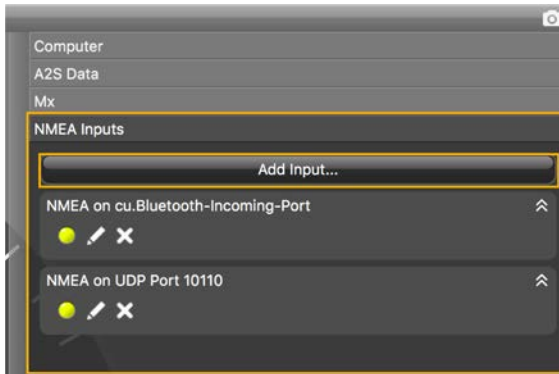 Computer
A2S Data
Mx
NMEA Inputs
Add Input...
NMEA on cu.Bluetooth-Incoming-Port
NMEA on UDP Port 10110